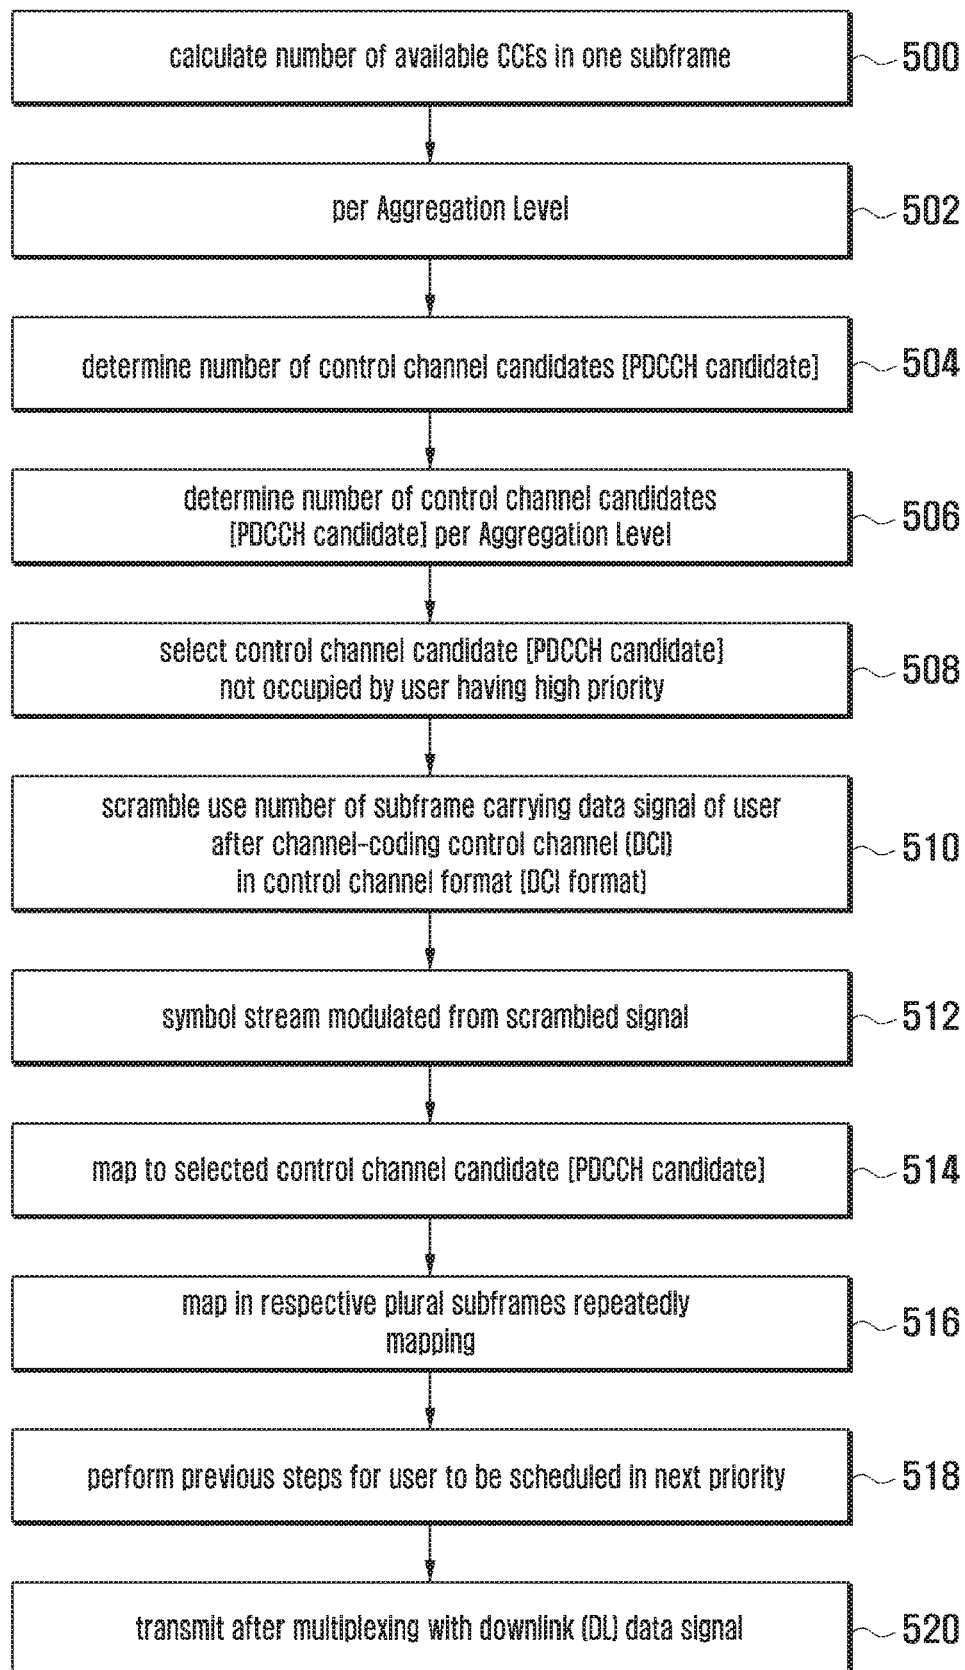 calculate number of available CCEs in one subframe
500
per Aggregation Level
502
determine number of control channel candidates [PDCCH candidate]
504
determine number of control channel candidates
[PDCCH candidate] per Aggregation Level
506
select control channel candidate [PDCCH candidate]
not occupied by user having high priority
508
scramble use number of subframe carrying data signal of user
after channel-coding control channel (DCI)
in control channel format [DCI format]
510
symbol stream modulated from scrambled signal
512
map to selected control channel candidate [PDCCH candidate]
514
map in respective plural subframes repeatedly
mapping
516
perform previous steps for user to be scheduled in next priority
518
transmit after multiplexing with downlink (DL) data signal
520